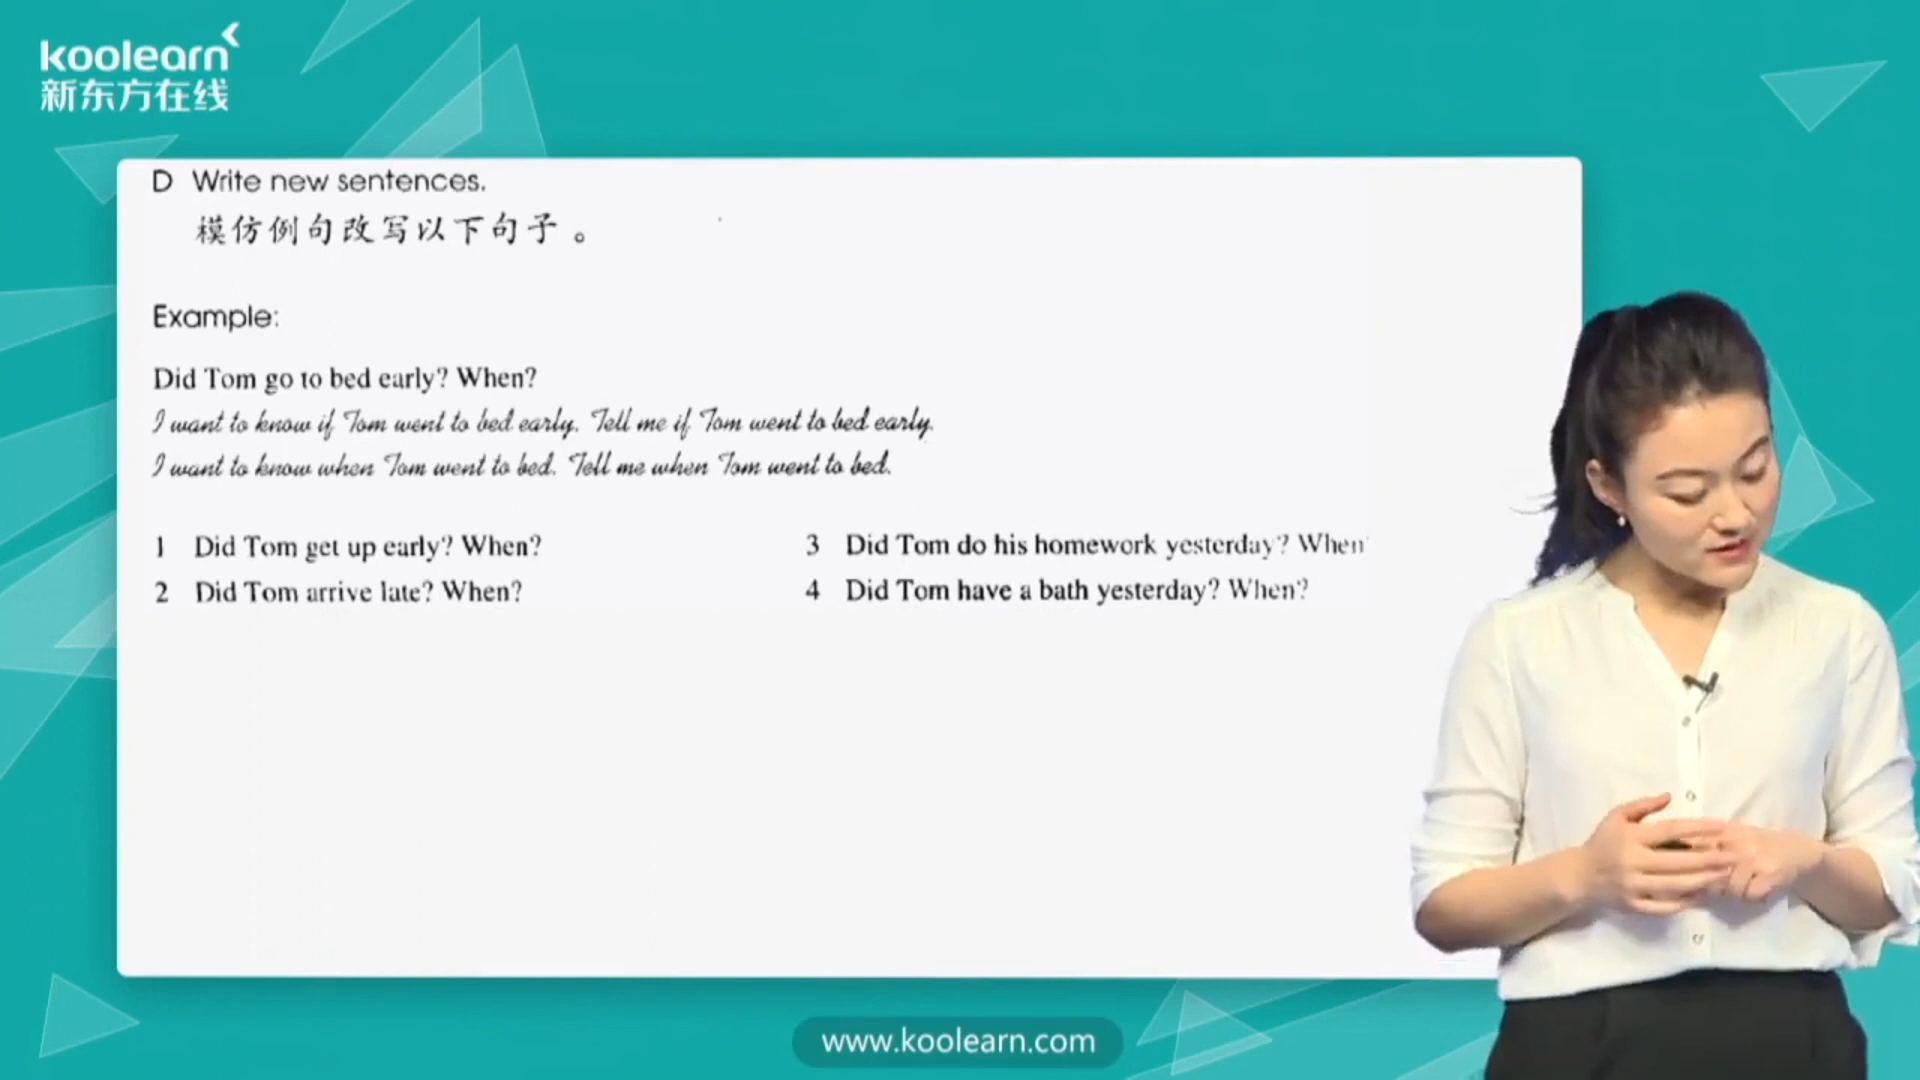 koolearn
新东方在线
D Write new sentences.
模仿例句改写以下句子。
Example:
Did Tom go to bed early? When?
I want to know if Tom went to bed early. Tell me if Tom went to bed early.
I want to know when Tom went to bed. Tell me when Tom went to bed.
1 Did Tom get up early? When?
2 Did Tom arrive late? When?
3 Did Tom do his homework yesterday? When
4 Did Tom have a bath yesterday? When?
www.koolearn.com